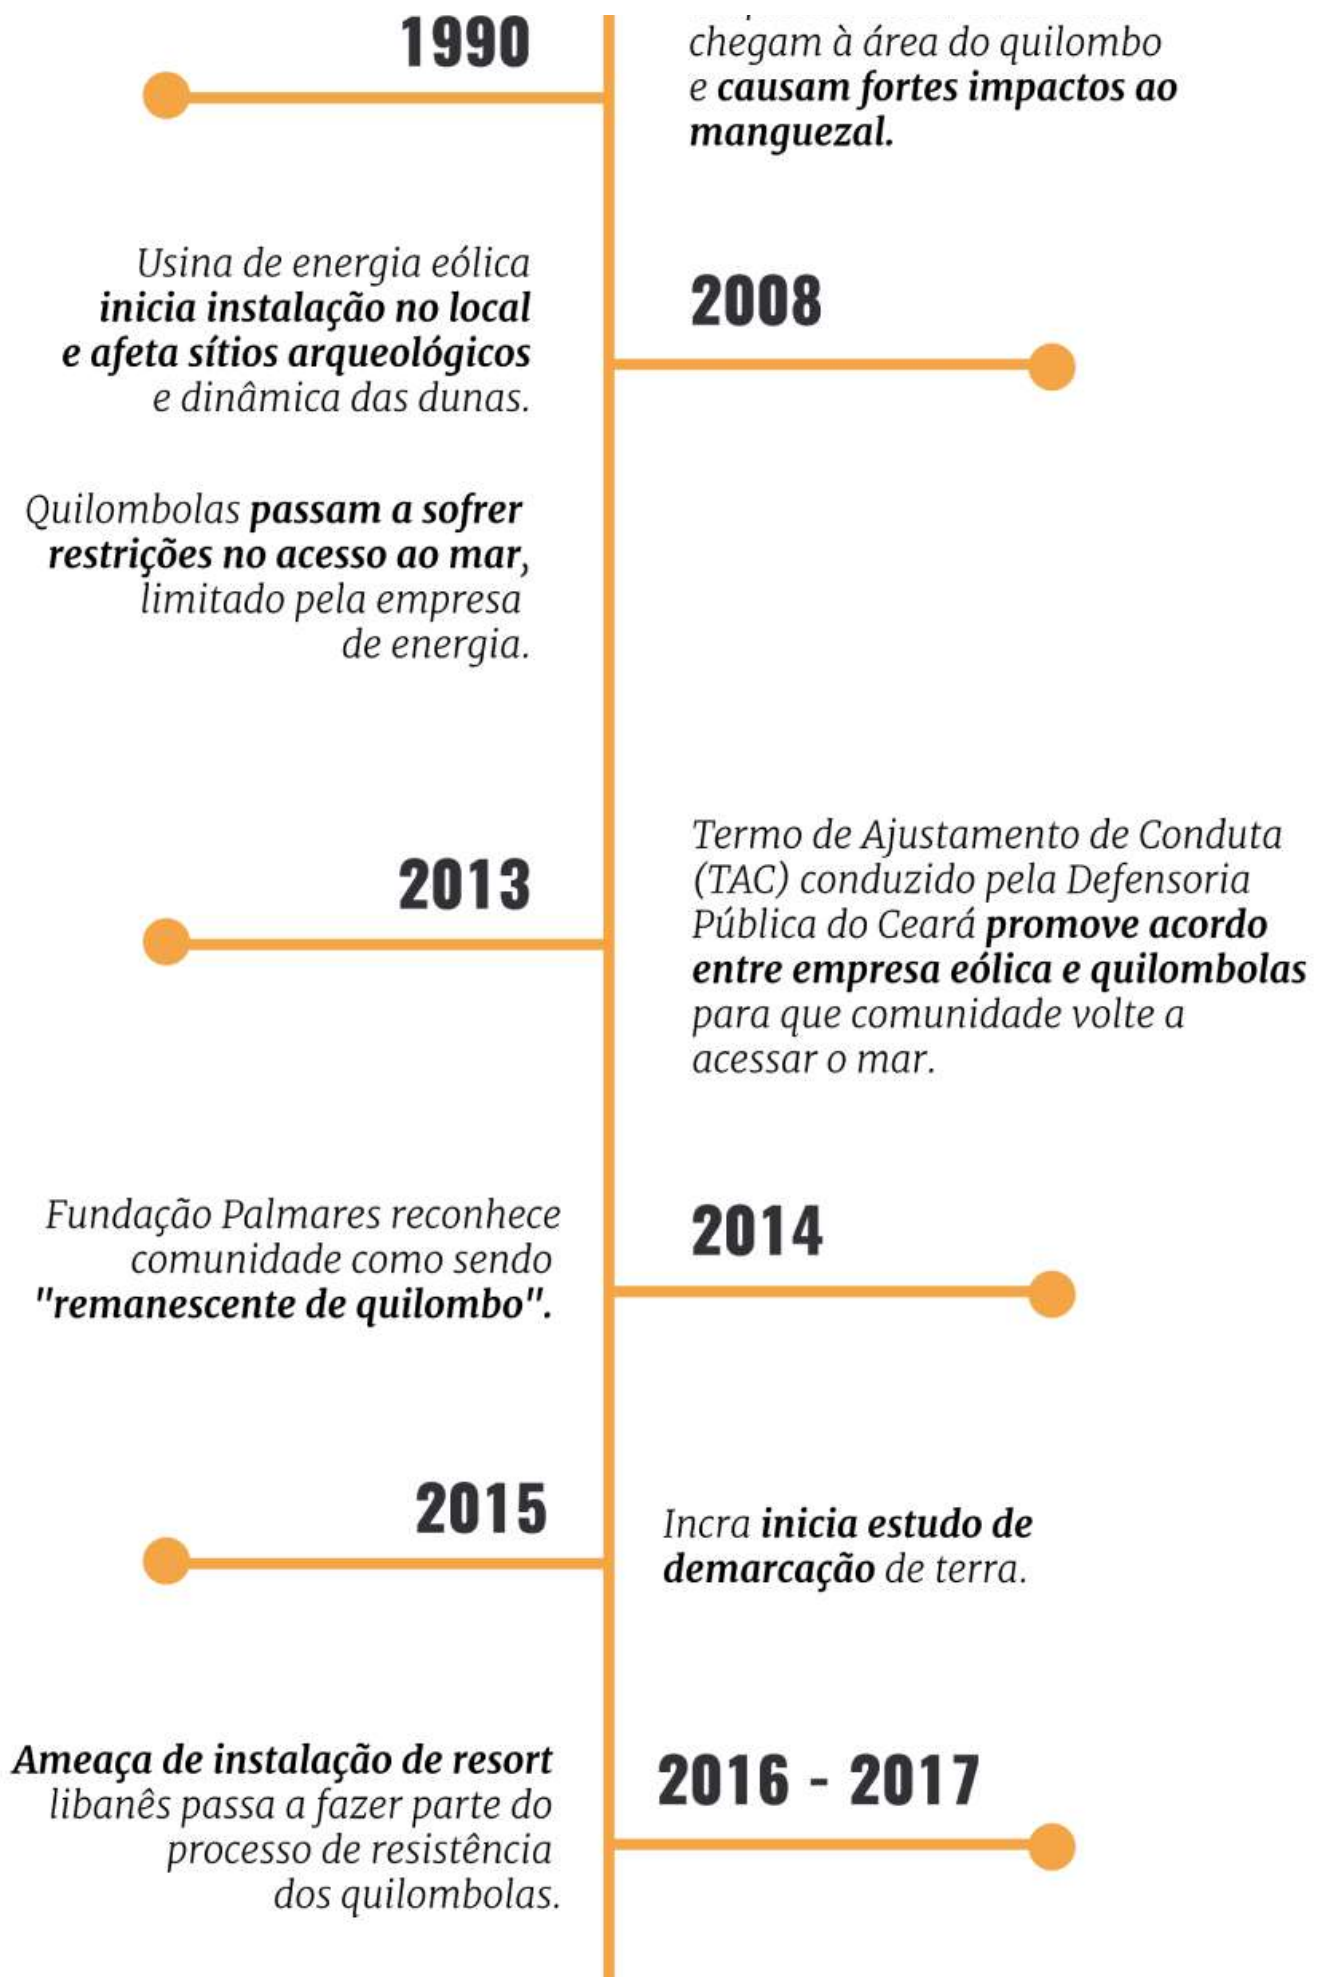 1990
chegam à área do quilombo
e causam fortes impactos ao
manguezal.
2008
Usina de energia eólica
inicia instalação no local
e afeta sítios arqueológicos
e dinâmica das dunas.
Quilombolas passam a sofrer
restrições no acesso ao mar,
limitado pela empresa
de energia.
2013
Termo de Ajustamento de Conduta
(TAC) conduzido pela Defensoria
Pública do Ceará promove acordo
entre empresa eólica e quilombolas
para que comunidade volte a
acessar o mar.
2014
Fundação Palmares reconhece
comunidade como sendo
"remanescente de quilombo".
2015
Incra inicia estudo de
demarcação de terra.
2016 - 2017
Ameaça de instalação de resort
libanês passa a fazer parte do
processo de resistência
dos quilombolas.